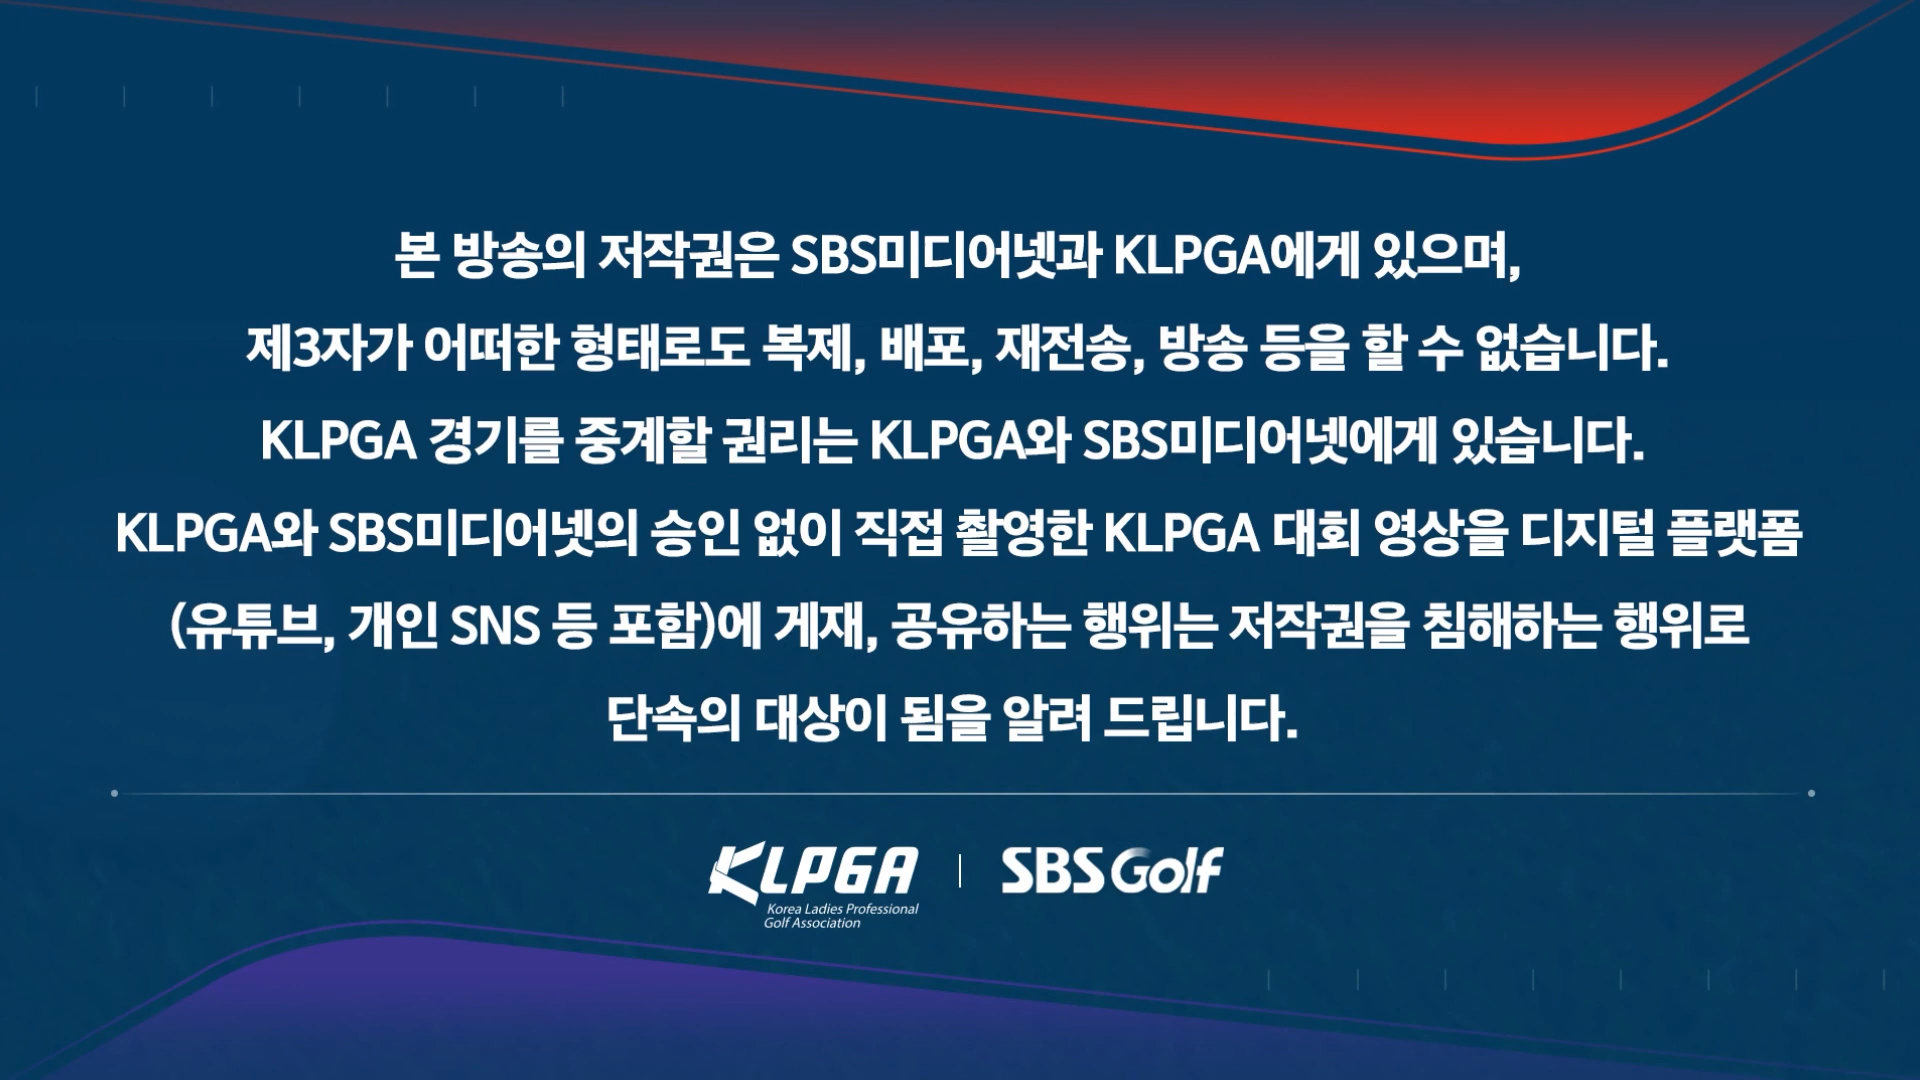 본 방송의 저작권은 SBS미디어넷과 KLPGA에게 있으며,
제3자가 어떠한 형태로도 복제, 배포, 재전송, 방송 등을 할 수 없습니다.
KLPGA 경기를 중계할 권리는 KLPGA와 SBS미디어넷에게 있습니다.
KLPGA와 SBS미디어넷의 승인 없이 직접 촬영한 KLPGA 대회 영상을 디지털 플랫폼
(유튜브, 개인 SNS 등 포함)에 게재, 공유하는 행위는 저작권을 침해하는 행위로
단속의 대상이 됨을 알려 드립니다.
KLPGA
Korea Ladies Professional
Golf Association
SBS Golf